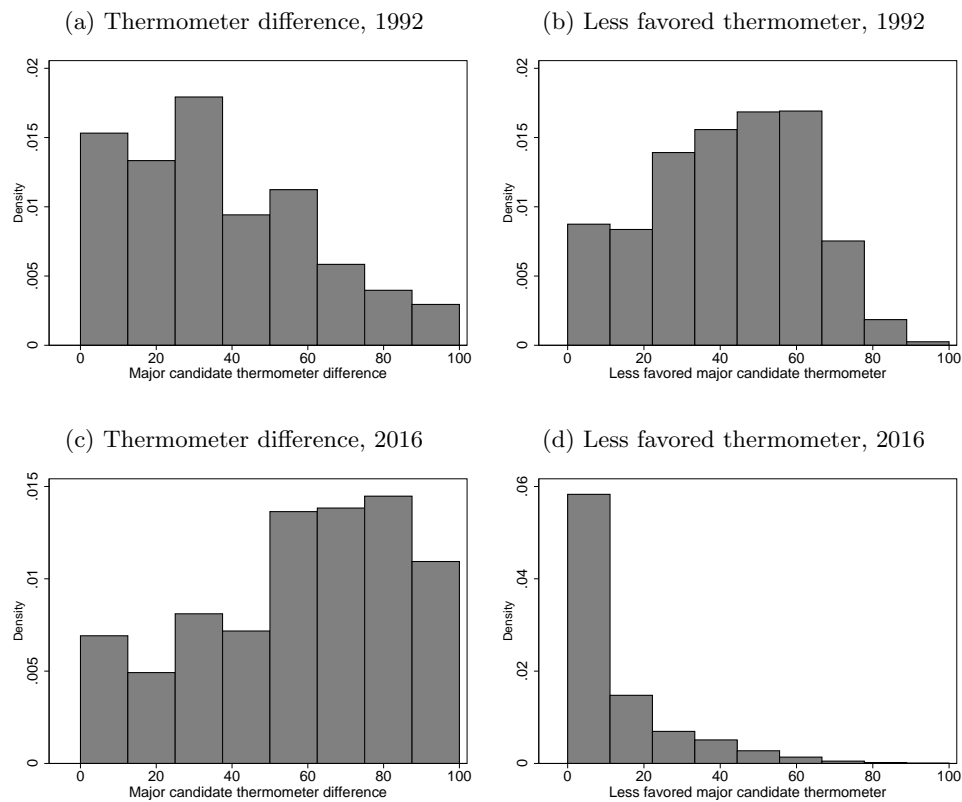 (a) Thermometer difference, 1992
Density
.02
.015
.01
.005
0
0 20 40 60 80 100
Major candidate thermometer difference
(b) Less favored thermometer, 1992
Density
.02
.015
.01
.005
0
0 20 40 60 80 100
Less favored major candidate thermometer
(c) Thermometer difference, 2016
Density
.015
.01
.005
0
0 20 40 60 80 100
Major candidate thermometer difference
(d) Less favored thermometer, 2016
Density
.06
.04
.02
0
0 20 40 60 80 100
Less favored major candidate thermometer